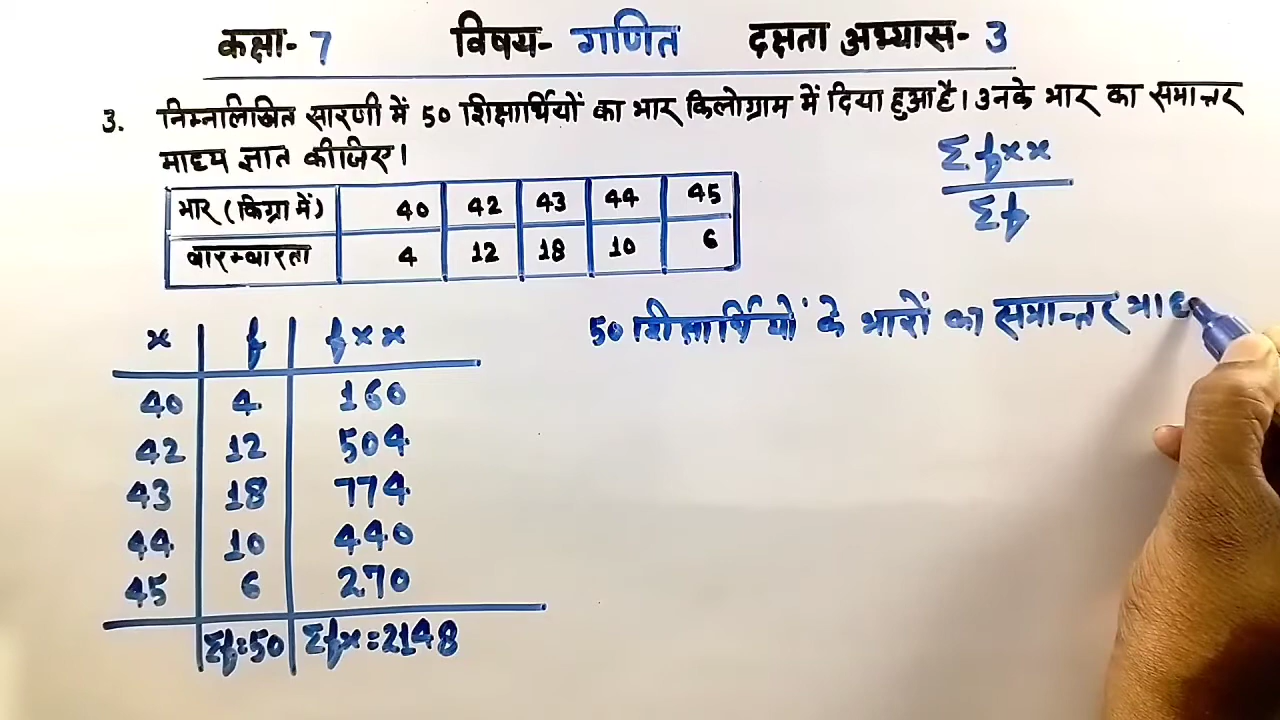 कक्षा- 7 विषय- गणित दक्षता अभ्यास- 3
3. निम्नलिखित सारणी में 50 शिक्षार्थियों का भार किलोग्राम में दिया हुआ है। उनके भार का समान्तर
माध्य ज्ञात कीजिए।
Σf××
Σf
भार (किग्रा में) 40 42 43 44 45
बारम्बारता 4 12 18 10 6
50 शिक्षार्थियों के भारों का समान्तर माध
x f f××
40 4 160
42 12 504
43 18 774
44 10 440
45 6 270
Σf=50 Σfx=2148